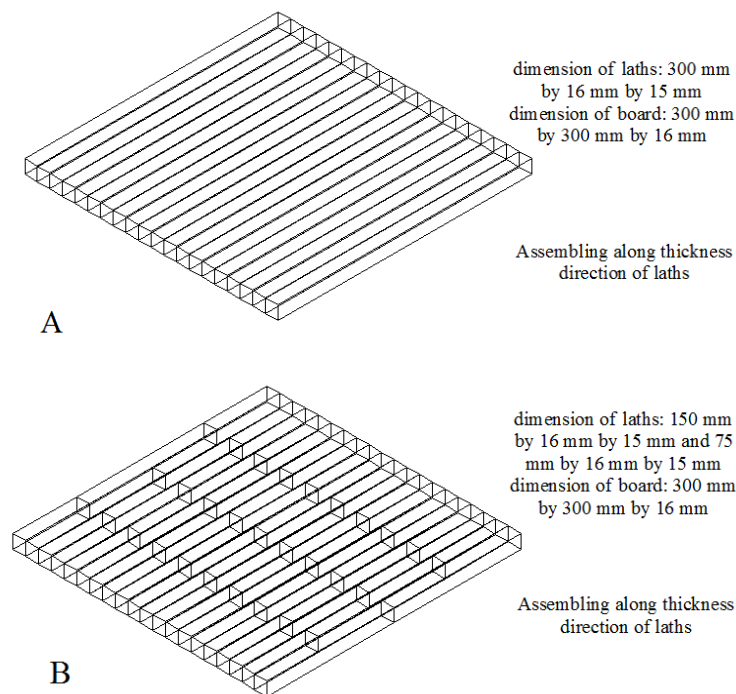 dimension of laths: 300 mm
by 16 mm by 15 mm
dimension of board: 300 mm
by 300 mm by 16 mm
Assembling along thickness
direction of laths
A
dimension of laths: 150 mm
by 16 mm by 15 mm and 75
mm by 16 mm by 15 mm
dimension of board: 300 mm
by 300 mm by 16 mm
Assembling along thickness
direction of laths
B